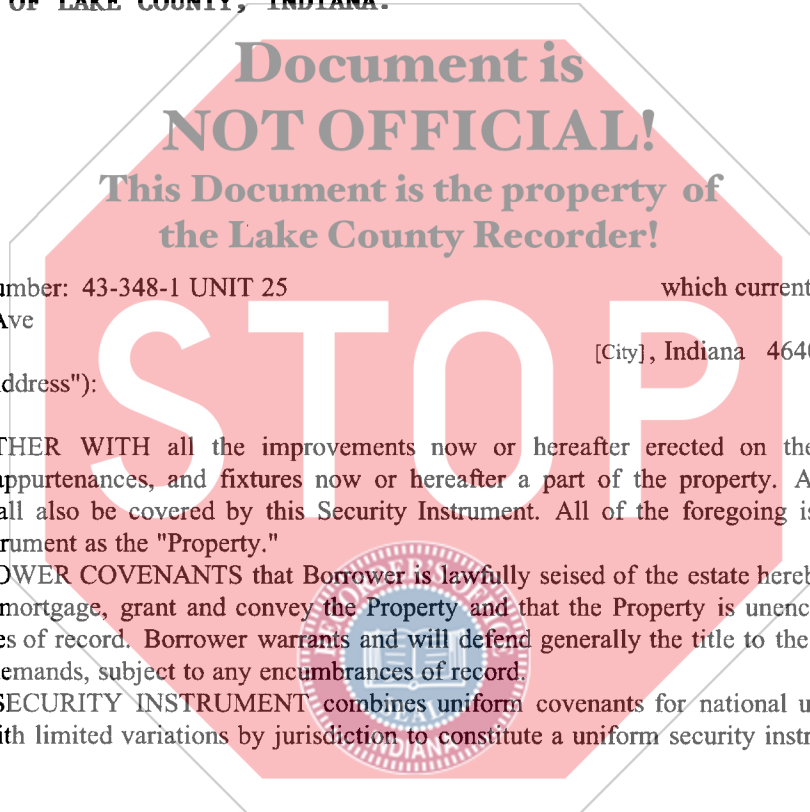 OF LAKE COUNTY, INDIANA.
Document is
NOT OFFICIAL!
This Document is the property of
the Lake County Recorder!
umber: 43-348-1 UNIT 25 which current
Ave
[City], Indiana 4640
ddress"):
STOP
THER WITH all the improvements now or hereafter erected on the
appurtenances, and fixtures now or hereafter a part of the property. A
all also be covered by this Security Instrument. All of the foregoing is
rument as the "Property."
OWER COVENANTS that Borrower is lawfully seised of the estate hereb
mortgage, grant and convey the Property and that the Property is unenc
es of record. Borrower warrants and will defend generally the title to the
emands, subject to any encumbrances of record.
SECURITY INSTRUMENT combines uniform covenants for national u
ith limited variations by jurisdiction to constitute a uniform security instr
RECORDER'S OFFICE
SEAL
INDIANA